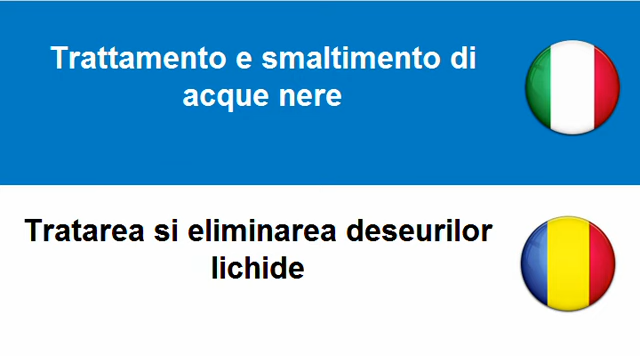 Trattamento e smaltimento di
acque nere
Tratarea si eliminarea deseurilor
lichide